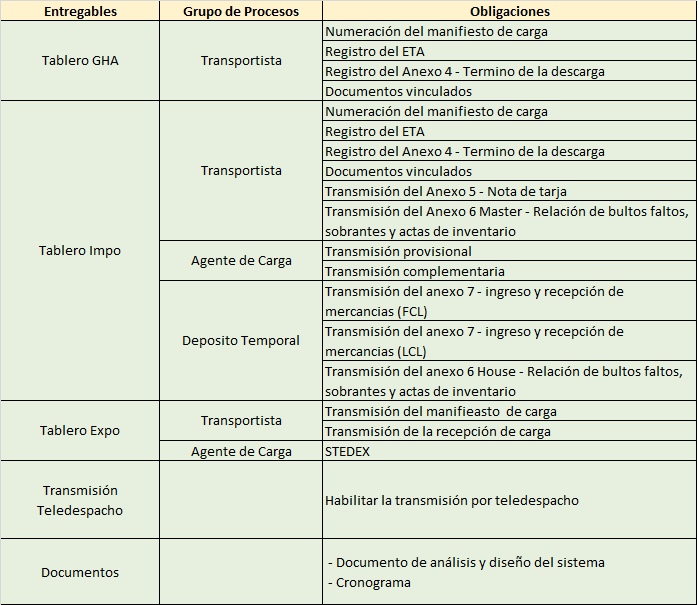 Entregables Grupo de Procesos Obligaciones
Tablero GHA
Transportista
Numeración del manifiesto de carga
Registro del ETA
Registro del Anexo 4 - Termino de la descarga
Documentos vinculados
Tablero Impo
Transportista
Numeración del manifiesto de carga
Registro del ETA
Registro del Anexo 4 - Termino de la descarga
Documentos vinculados
Transmisión del Anexo 5 - Nota de tarja
Transmisión del Anexo 6 Master - Relación de bultos faltos,
sobrantes y actas de inventario
Agente de Carga
Transmisión provisional
Transmisión complementaria
Deposito Temporal
Transmisión del anexo 7 - ingreso y recepción de
mercancias (FCL)
Transmisión del anexo 7 - ingreso y recepción de
mercancias (LCL)
Transmisión del anexo 6 House - Relación de bultos faltos,
sobrantes y actas de inventario
Tablero Expo
Transportista
Transmisión del manifieasto  de carga
Transmisión de la recepción de carga
Agente de Carga
STEDEX
Transmisión
Teledespacho
Habilitar la transmisión por teledespacho
Documentos
- Documento de análisis y diseño del sistema
- Cronograma